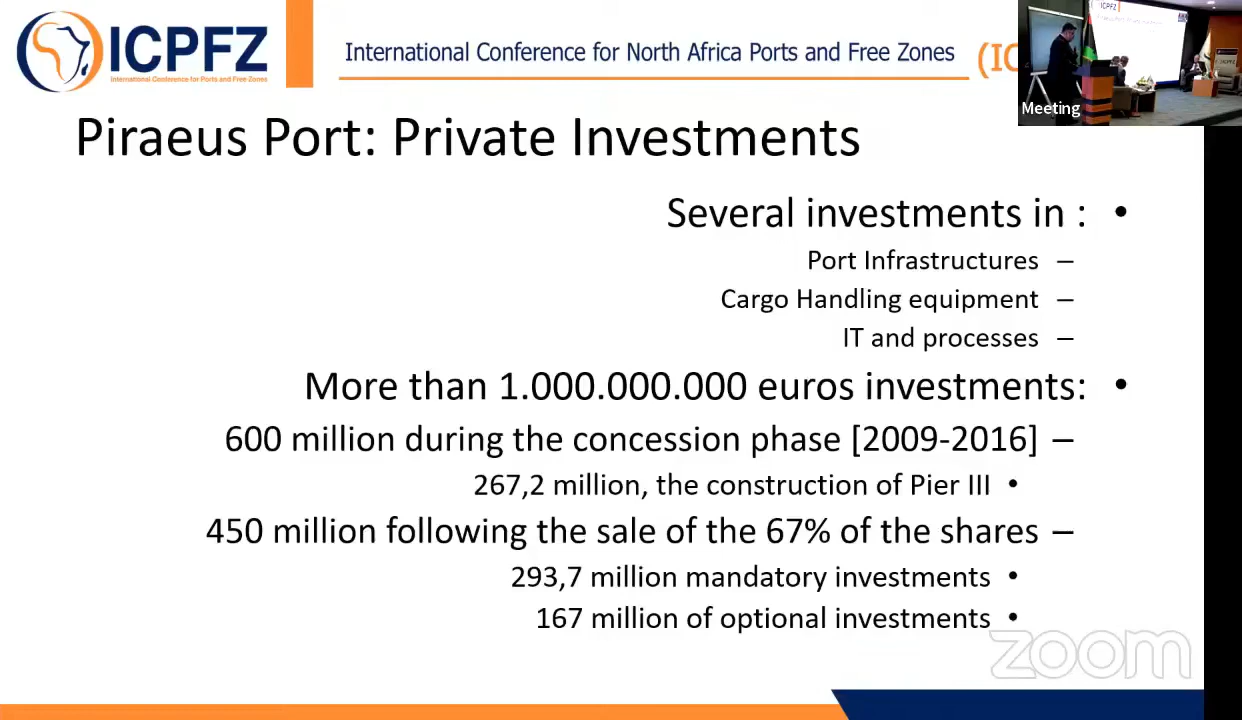 ICPFZ
International Conference for Ports and Free Zones
International Conference for North Africa Ports and Free Zones (IC
Meeting
Piraeus Port: Private Investments
Several investments in : •
Port Infrastructures –
Cargo Handling equipment –
IT and processes –
More than 1.000.000.000 euros investments: •
600 million during the concession phase [2009-2016] –
267,2 million, the construction of Pier III •
450 million following the sale of the 67% of the shares –
293,7 million mandatory investments •
167 million of optional investments •
zoom